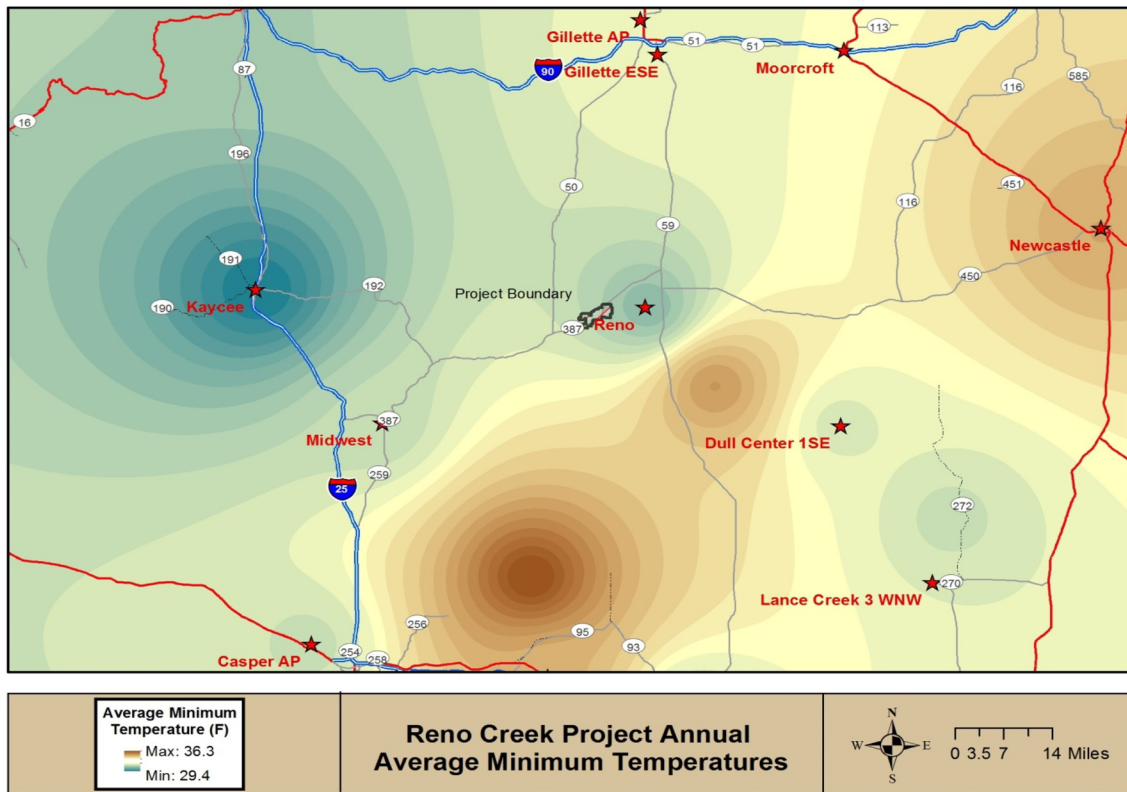 Gillette AP
113
51
51
90
Gillette ESE
Moorcroft
87
585
116
16
196
451
50
116
59
Newcastle
191
450
192
Project Boundary
190
Kaycee
387
Reno
387
Midwest
Dull Center 1SE
259
25
272
270
Lance Creek 3 WNW
256
95
93
254
258
Casper AP
Average Minimum
Temperature (F)
Max: 36.3
Min: 29.4
Reno Creek Project Annual
Average Minimum Temperatures
N
W
E
S
0 3.5 7 14 Miles